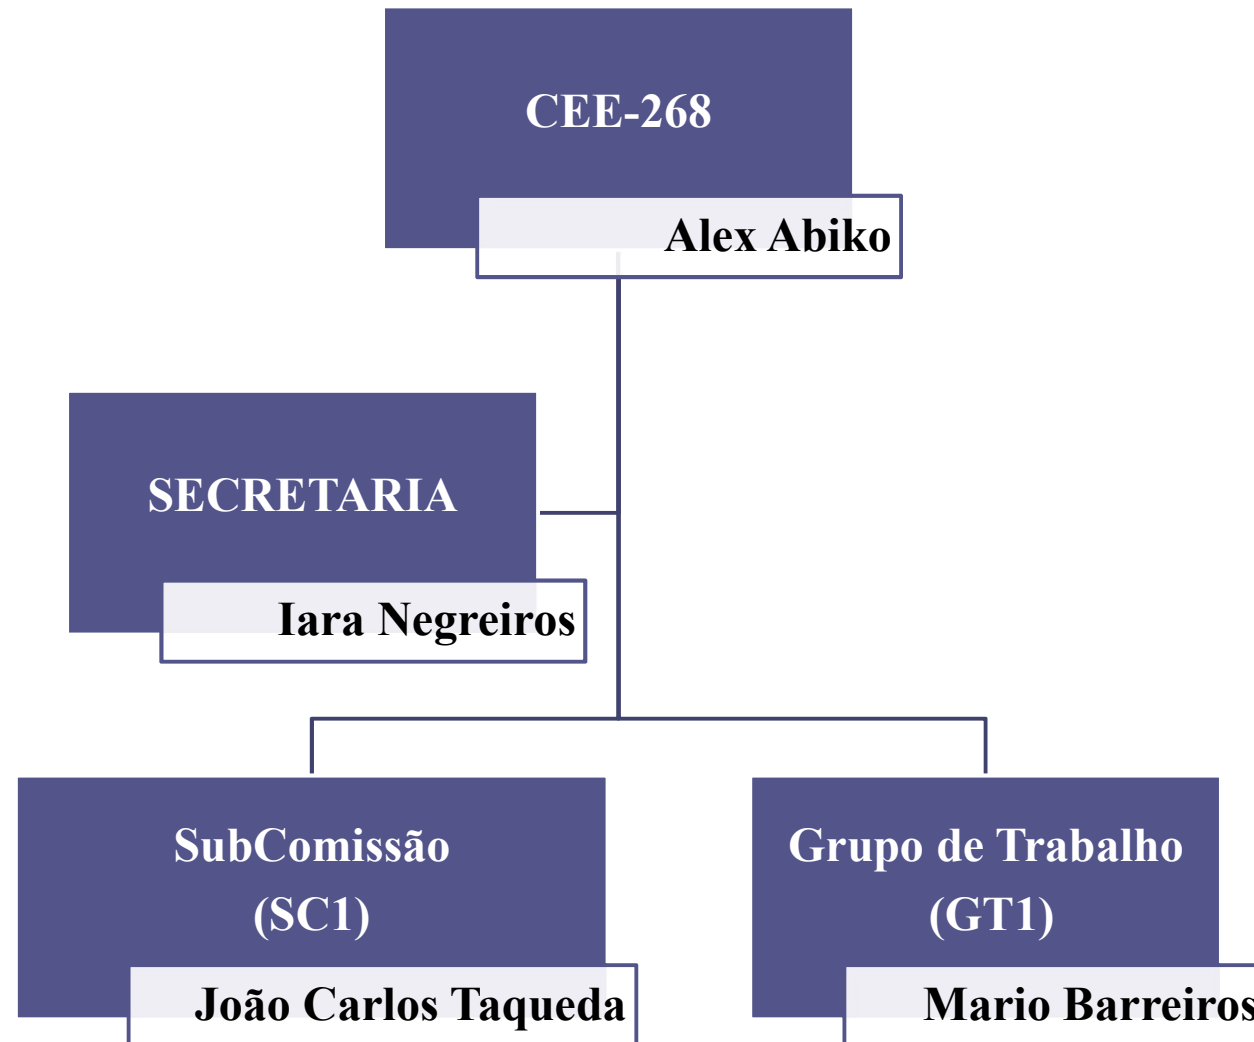 CEE-268
Alex Abiko
SECRETARIA
Iara Negreiros
SubComissão
(SC1)
João Carlos Taqueda
Grupo de Trabalho
(GT1)
Mario Barreiros